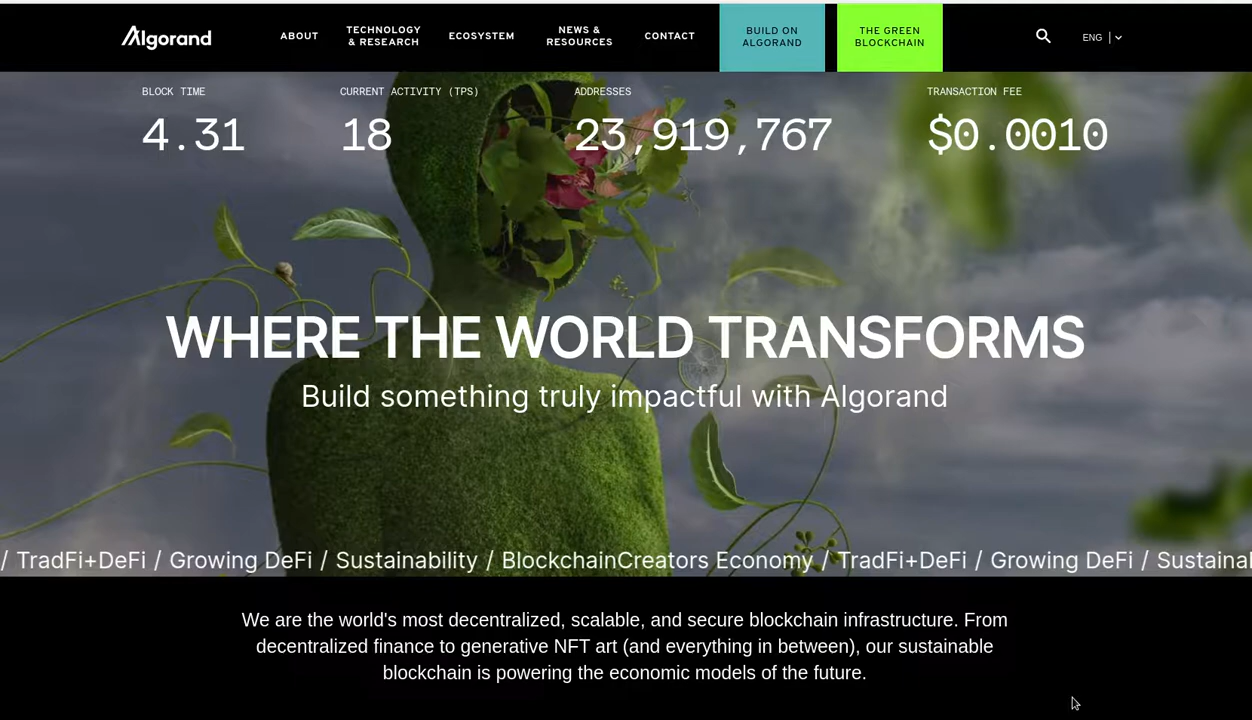 Algorand
ABOUT
TECHNOLOGY
& RESEARCH
ECOSYSTEM
NEWS &
RESOURCES
CONTACT
BUILD ON
ALGORAND
THE GREEN
BLOCKCHAIN
ENG |
BLOCK TIME
4.31
CURRENT ACTIVITY (TPS)
18
ADDRESSES
23,919,767
TRANSACTION FEE
$0.0010
WHERE THE WORLD TRANSFORMS
Build something truly impactful with Algorand
/ TradFi+DeFi / Growing DeFi / Sustainability / BlockchainCreators Economy / TradFi+DeFi / Growing DeFi / Sustainal
We are the world's most decentralized, scalable, and secure blockchain infrastructure. From
decentralized finance to generative NFT art (and everything in between), our sustainable
blockchain is powering the economic models of the future.